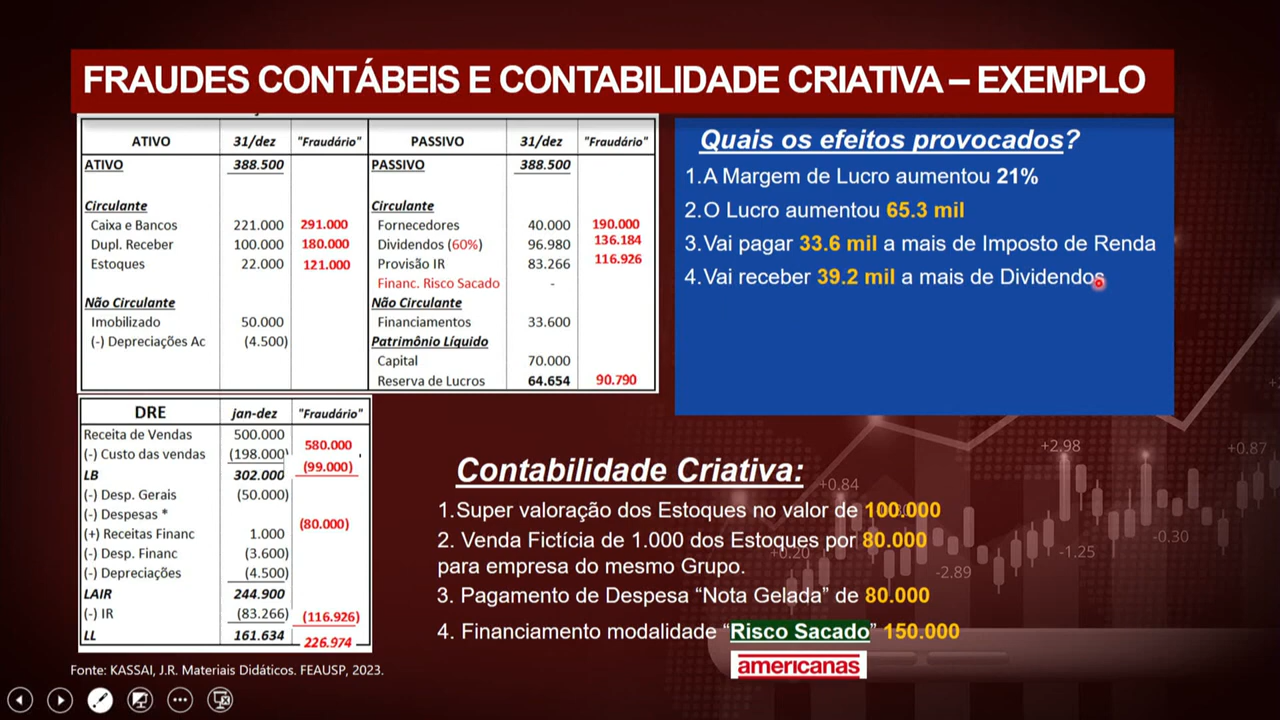 FRAUDES CONTÁBEIS E CONTABILIDADE CRIATIVA – EXEMPLO
ATIVO 31/dez "Fraudário" PASSIVO 31/dez "Fraudário"
ATIVO 388.500 PASSIVO 388.500
Circulante Circulante
Caixa e Bancos 221.000 291.000 Fornecedores 40.000 190.000
Dupl. Receber 100.000 180.000 Dividendos (60%) 96.980 136.184
Estoques 22.000 121.000 Provisão IR 83.266 116.926
Financ. Risco Sacado -
Não Circulante Não Circulante
Imobilizado 50.000 Financiamentos 33.600
(-) Depreciações Ac (4.500) Patrimônio Líquido
Capital 70.000
Reserva de Lucros 64.654 90.790
Quais os efeitos provocados?
1.A Margem de Lucro aumentou 21%
2.O Lucro aumentou 65.3 mil
3.Vai pagar 33.6 mil a mais de Imposto de Renda
4.Vai receber 39.2 mil a mais de Dividendos
DRE jan-dez "Fraudário"
Receita de Vendas 500.000 580.000
(-) Custo das vendas (198.000) (99.000)
LB 302.000
(-) Desp. Gerais (50.000)
(-) Despesas * (80.000)
(+) Receitas Financ 1.000
(-) Desp. Financ (3.600)
(-) Depreciações (4.500)
LAIR 244.900
(-) IR (83.266) (116.926)
LL 161.634 226.974
Contabilidade Criativa:
1.Super valoração dos Estoques no valor de 100.000
2. Venda Fictícia de 1.000 dos Estoques por 80.000
para empresa do mesmo Grupo.
3. Pagamento de Despesa “Nota Gelada” de 80.000
4. Financiamento modalidade “Risco Sacado” 150.000
americanas
Fonte: KASSAI, J.R. Materiais Didáticos. FEAUSP, 2023.
+2.98
+0.87
+0.84
+0.20
-1.25
-0.30
-2.89